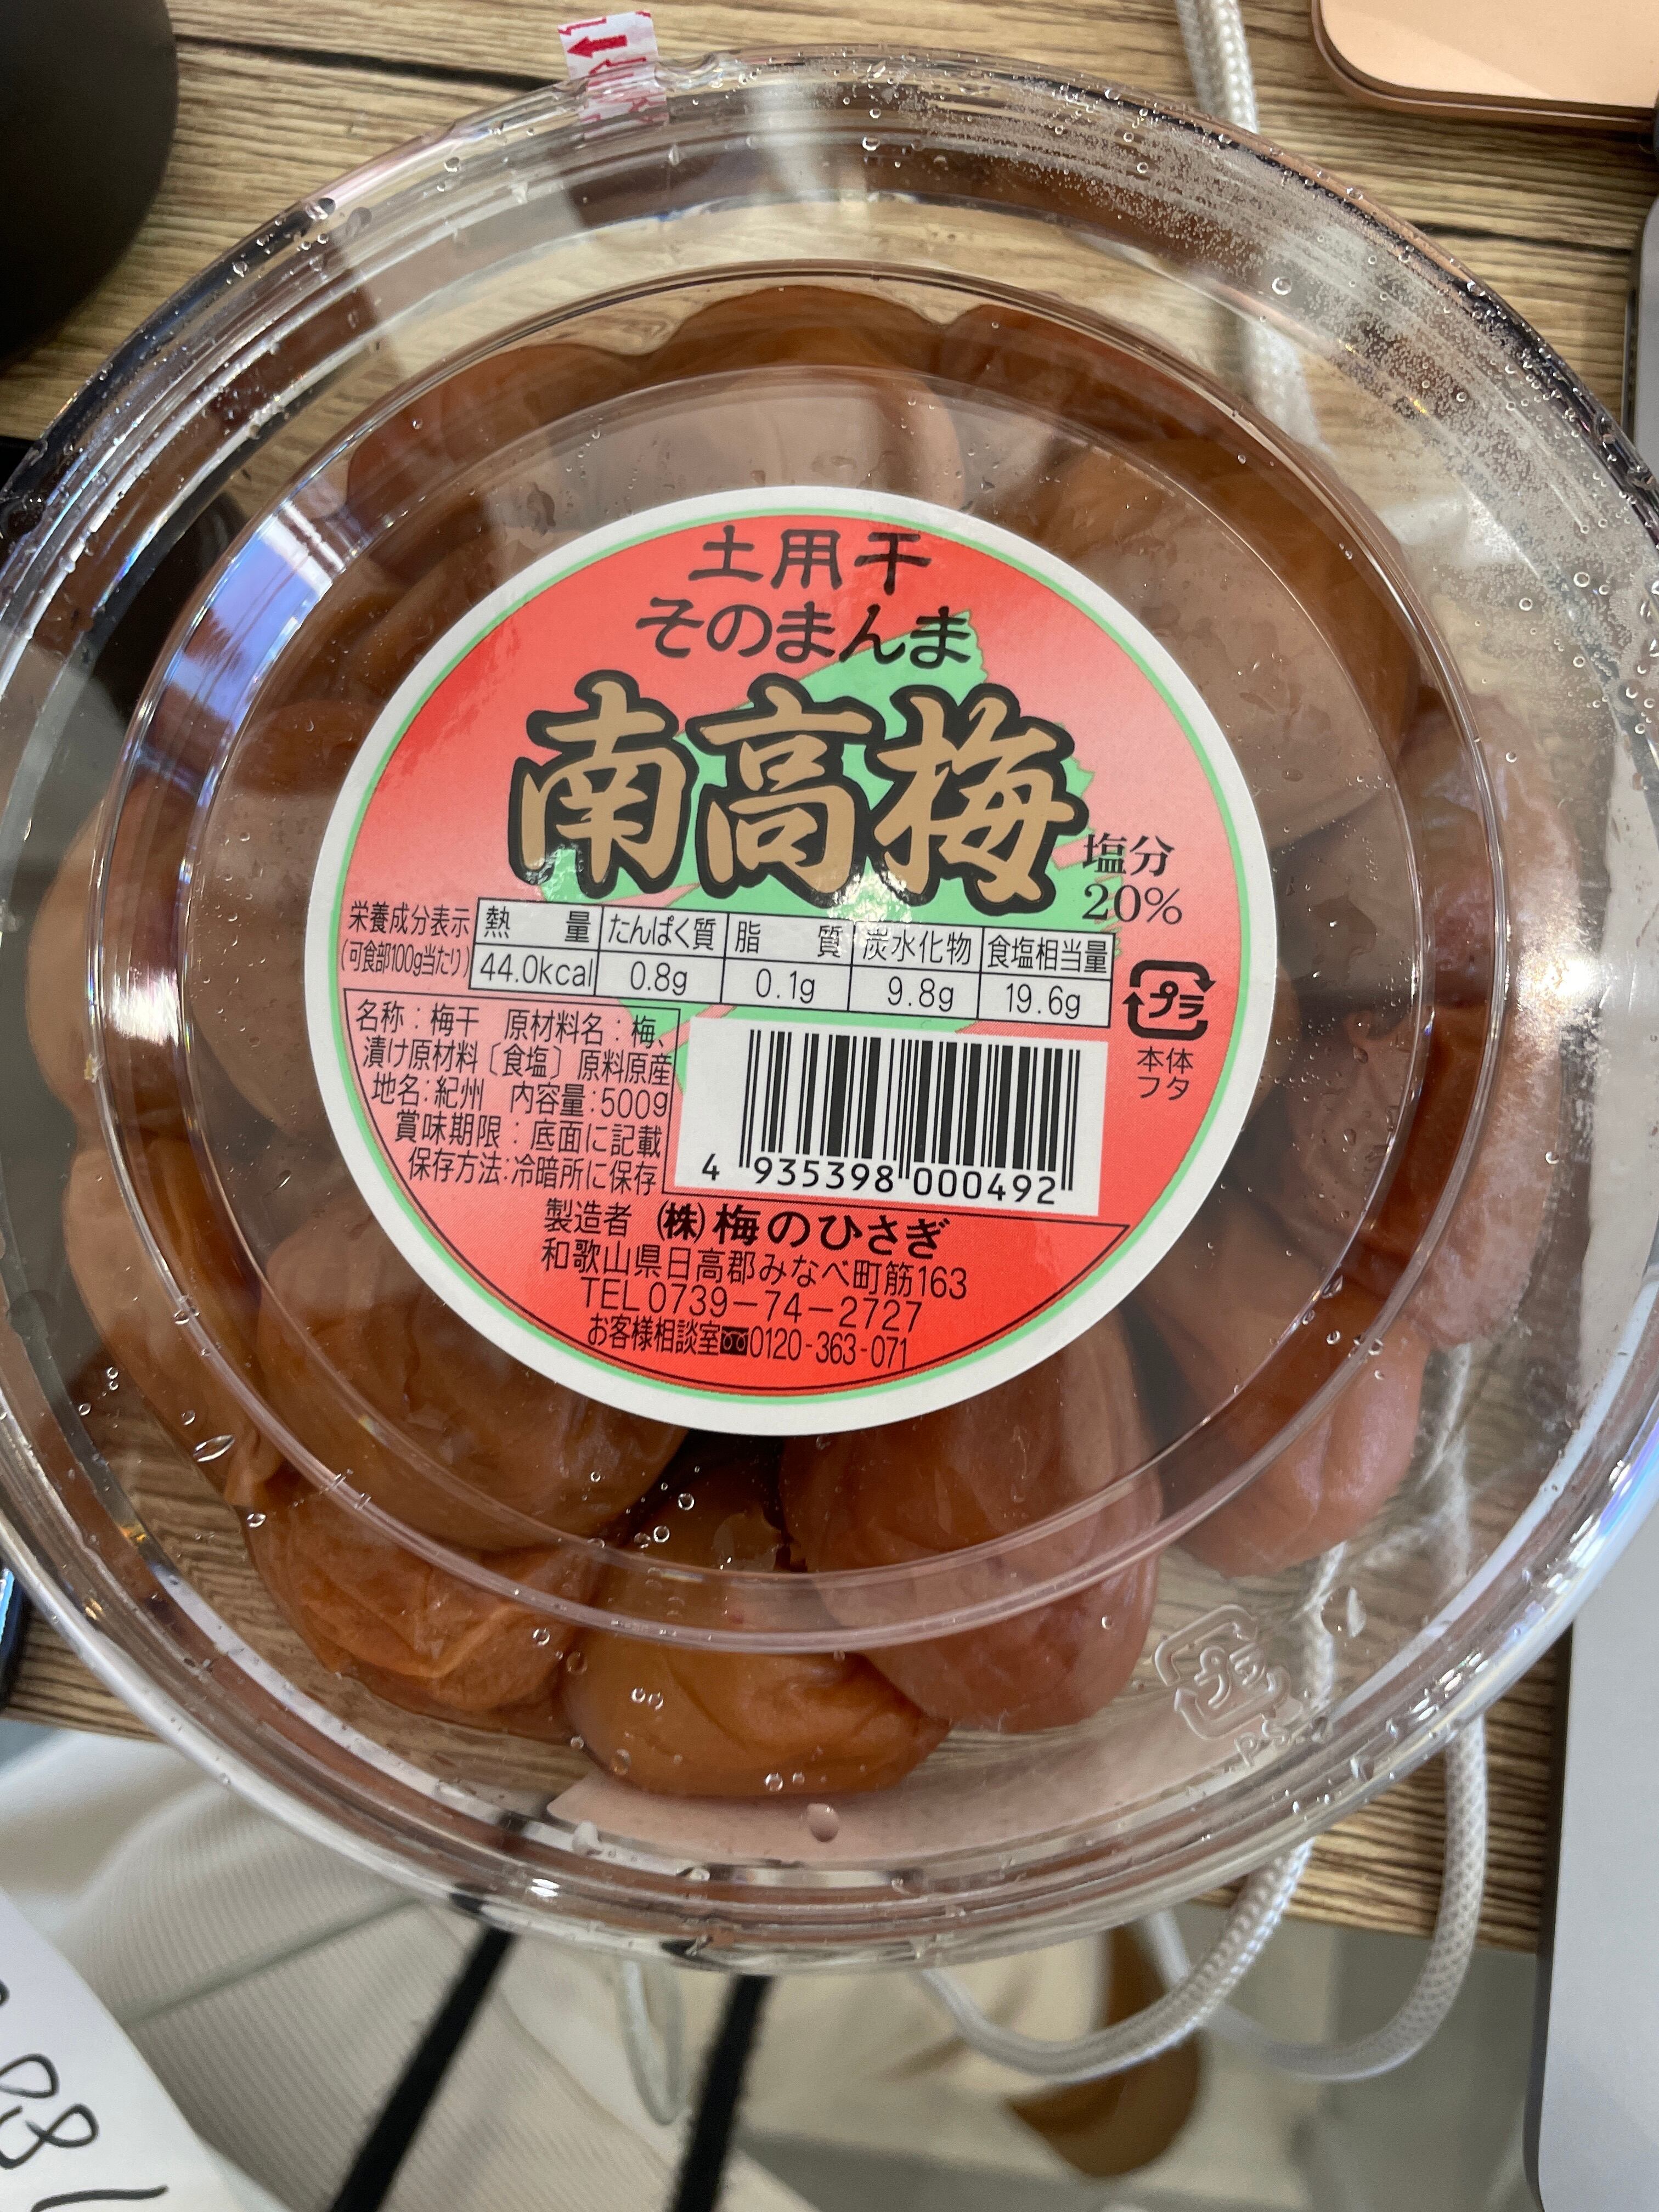 土用干
そのまんま
南高梅
塩分
20%
栄養成分表示
(可食部100g当たり)
熱量 たんぱく質 脂質 炭水化物 食塩相当量
44.0kcal 0.8g 0.1g 9.8g 19.6g
プラ
本体
フタ
名称:梅干 原材料名:梅、
漬け原材料〔食塩〕原料原産
地名:紀州 内容量:500g
賞味期限:底面に記載
保存方法:冷暗所に保存
4 935398 000492
製造者 (株)梅のひさぎ
和歌山県日高郡みなべ町筋163
TEL0739-74-2727
お客様相談室 0120-363-071
プラ